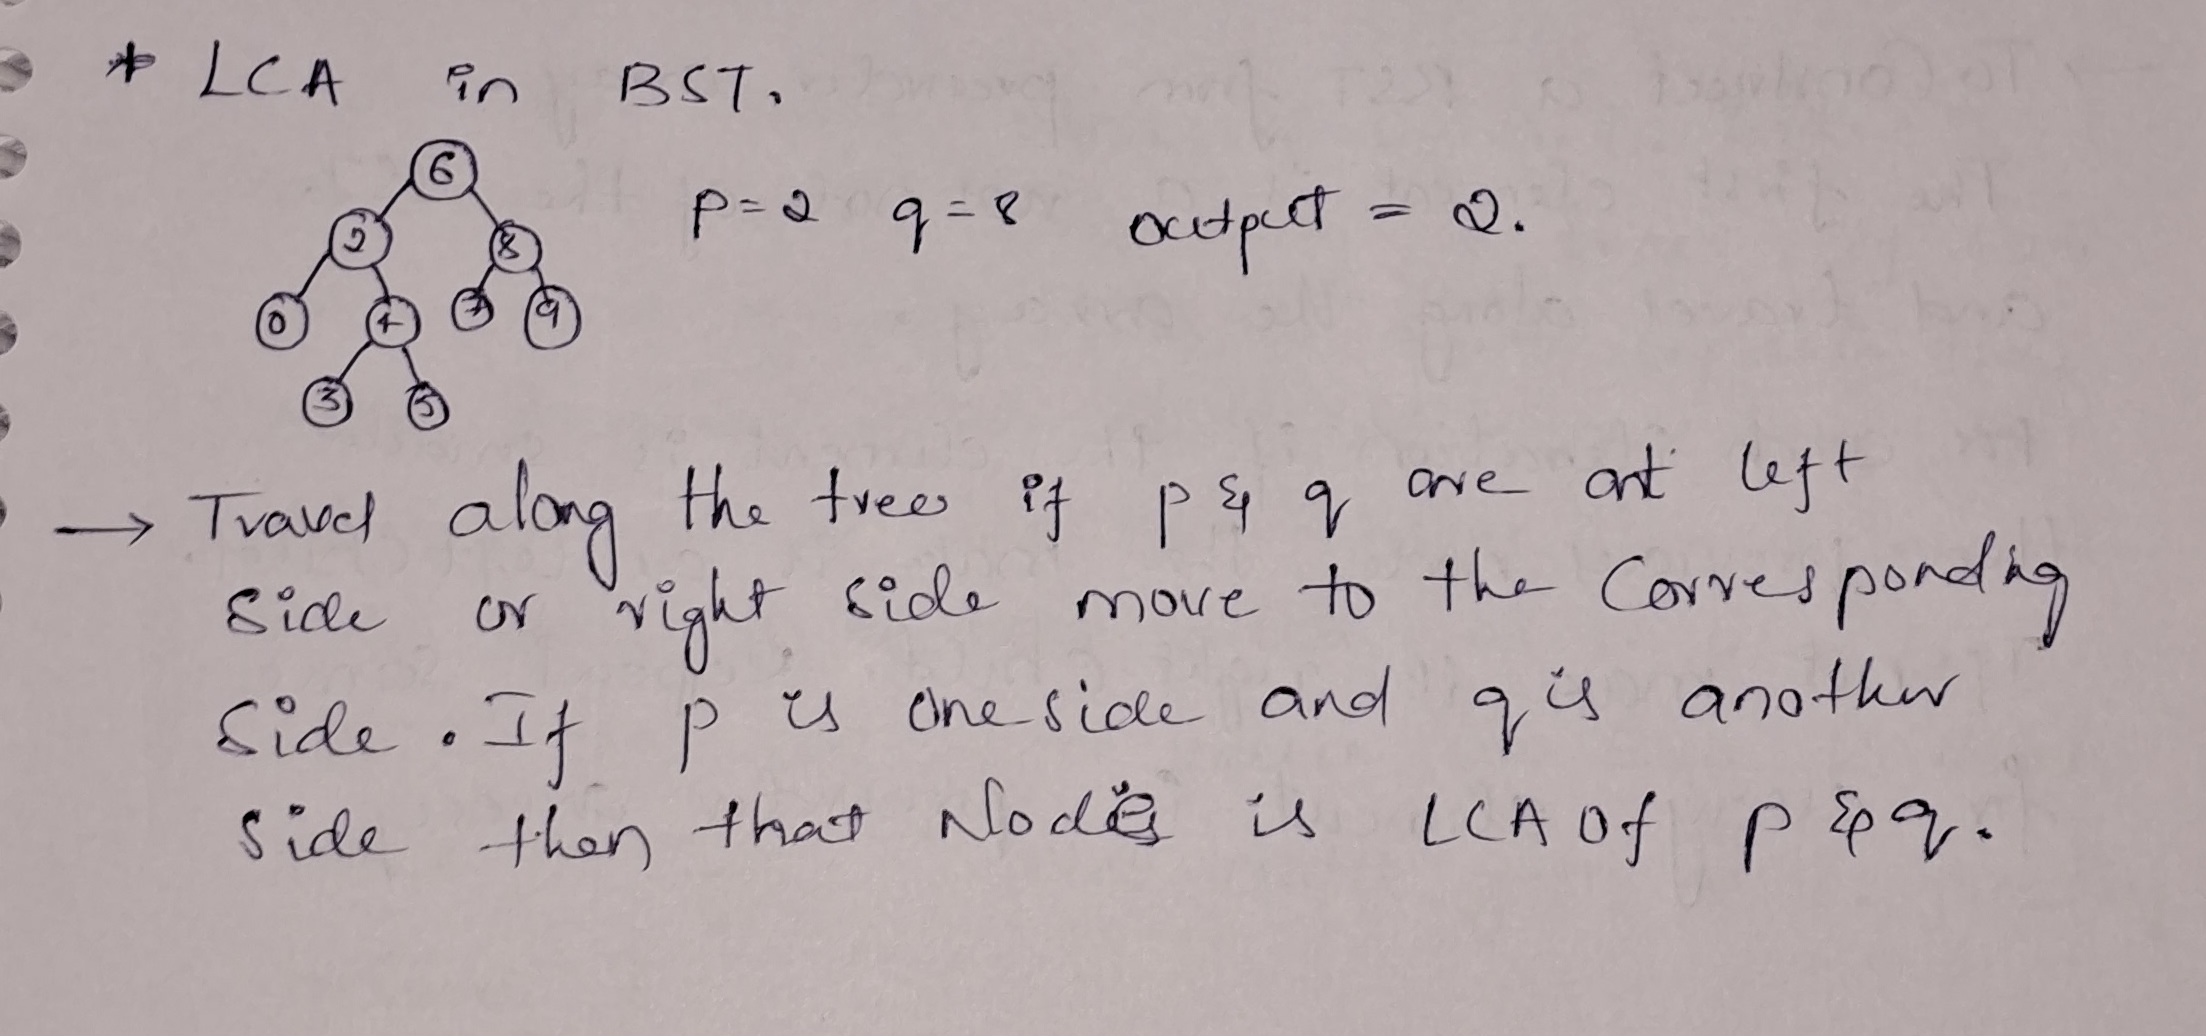 * LCA in BST.
6
p=2 q=8 output = 2.
2 8
0 4 7 9
3 5
→ Travel along the trees if p & q are at left
side or right side move to the Corresponding
side. If p is one side and q is another
side then that Node is LCA of p & q.